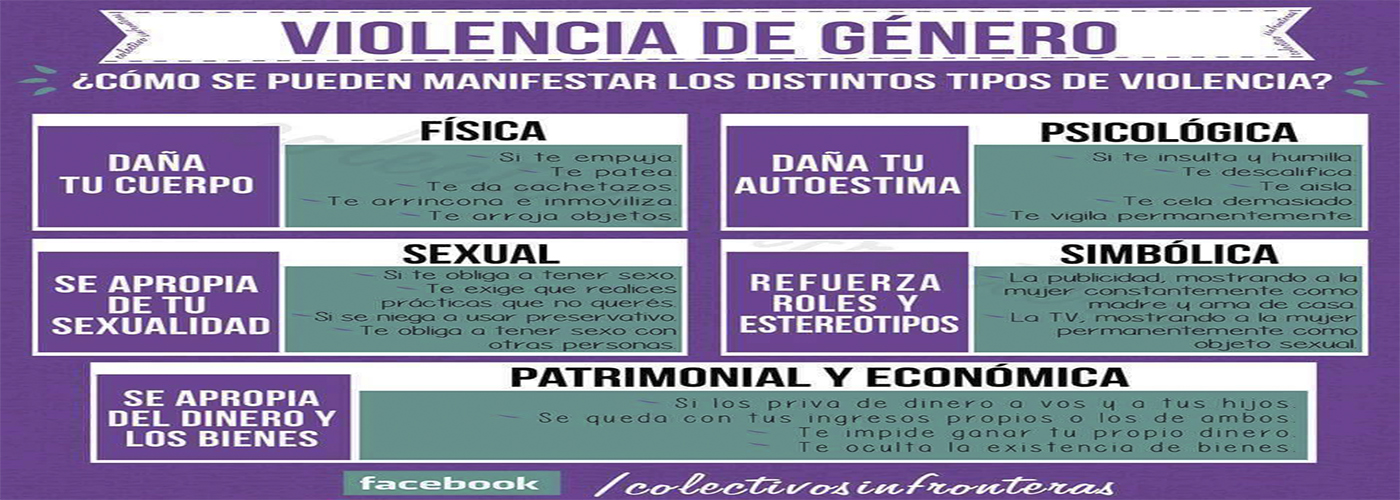 VIOLENCIA DE GÉNERO
¿CÓMO SE PUEDEN MANIFESTAR LOS DISTINTOS TIPOS DE VIOLENCIA?
DAÑA
TU CUERPO
FÍSICA
– Si te empuja.
– Te patea.
– Te da cachetazos.
– Te arrincona e inmoviliza.
– Te arroja objetos.
DAÑA TU
AUTOESTIMA
PSICOLÓGICA
– Si te insulta y humilla.
– Te descalifica.
– Te aisla.
– Te cela demasiado.
– Te vigila permanentemente.
SE APROPIA
DE TU
SEXUALIDAD
SEXUAL
– Si te obliga a tener sexo.
– Te exige que realices
prácticas que no querés.
– Si se niega a usar preservativo.
– Te obliga a tener sexo con
otras personas.
REFUERZA
ROLES Y
ESTEREOTIPOS
SIMBÓLICA
– La publicidad, mostrando a la
mujer constantemente como
madre y ama de casa.
– La TV, mostrando a la mujer
permanentemente como
objeto sexual.
SE APROPIA
DEL DINERO Y
LOS BIENES
PATRIMONIAL Y ECONÓMICA
– Si los priva de dinero a vos y a tus hijos.
– Se queda con tus ingresos propios o los de ambos.
– Te impide ganar tu propio dinero.
– Te oculta la existencia de bienes.
facebook /colectivosinfronteras